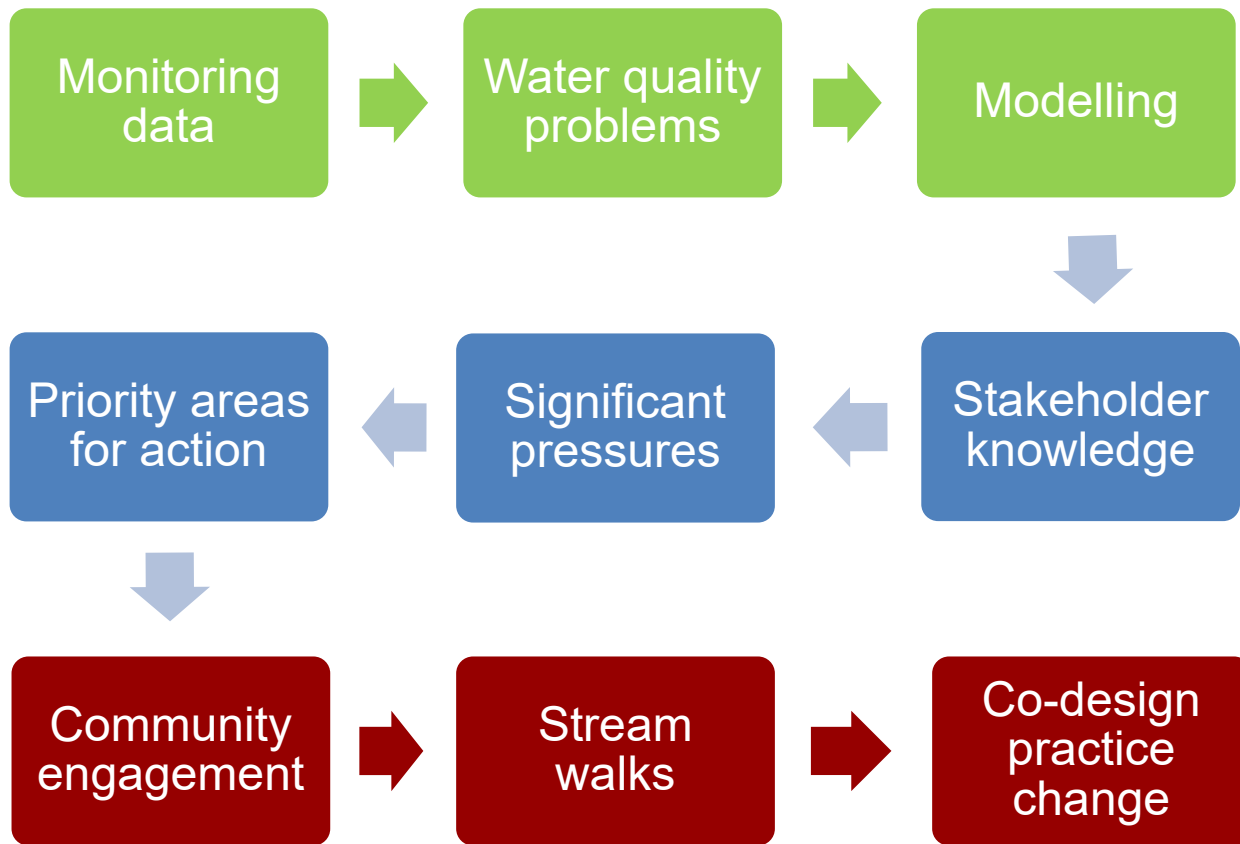 Monitoring
data
Water quality
problems
Modelling
Priority areas
for action
Significant
pressures
Stakeholder
knowledge
Community
engagement
Stream
walks
Co-design
practice
change